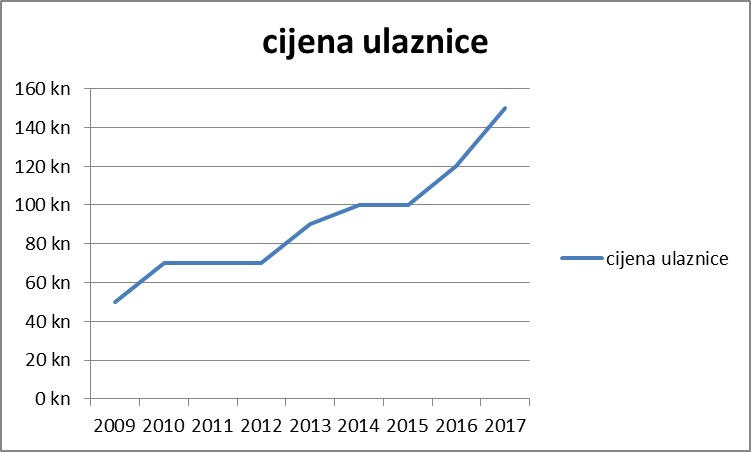 cijena ulaznice
160 kn
140 kn
120 kn
100 kn
80 kn
60 kn
40 kn
20 kn
0 kn
2009 2010 2011 2012 2013 2014 2015 2016 2017
cijena ulaznice